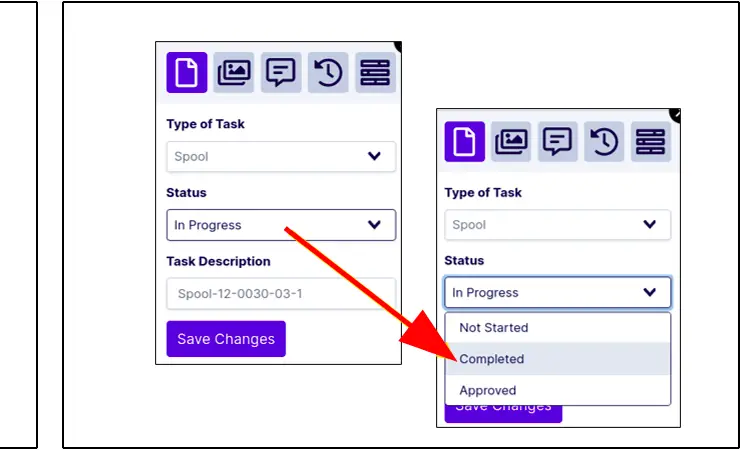 Type of Task
Spool
Status
In Progress
Task Description
Spool-12-0030-03-1
Save Changes
Type of Task
Spool
Status
In Progress
Not Started
Completed
Approved
Save Changes